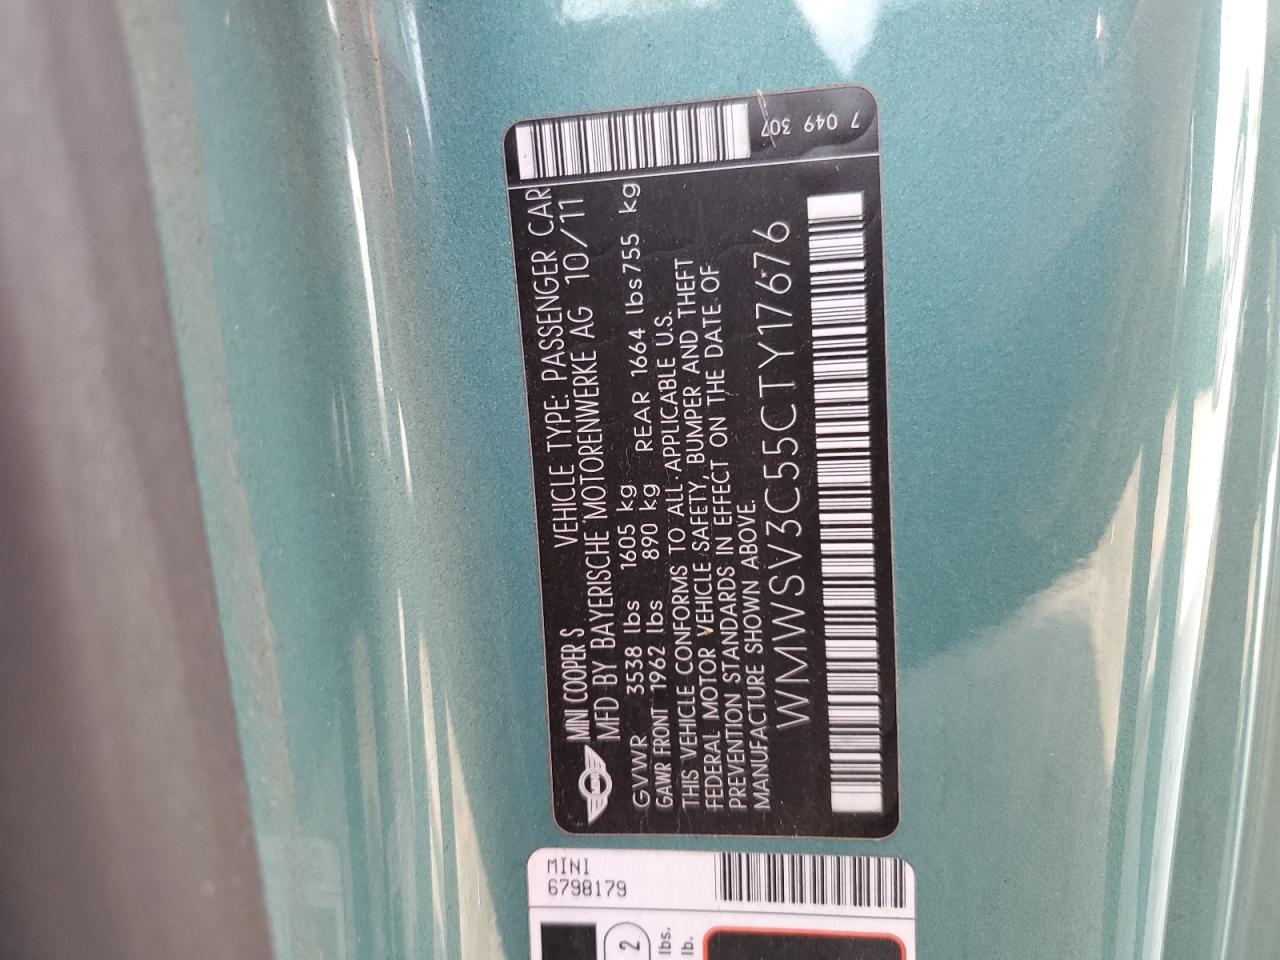 MINI COOPER S VEHICLE TYPE: PASSENGER CAR
MFD BY BAYERISCHE MOTORENWERKE AG 10/11
GVWR 3538 lbs 1605 kg
GAWR FRONT 1962 lbs 890 kg REAR 1664 lbs755 kg
THIS VEHICLE CONFORMS TO ALL APPLICABLE U.S.
FEDERAL MOTOR VEHICLE SAFETY, BUMPER AND THEFT
PREVENTION STANDARDS IN EFFECT ON THE DATE OF
MANUFACTURE SHOWN ABOVE.
WMWSV3C55CTY17676
7 049 307
MINI
6798179
2
lbs.
lb.